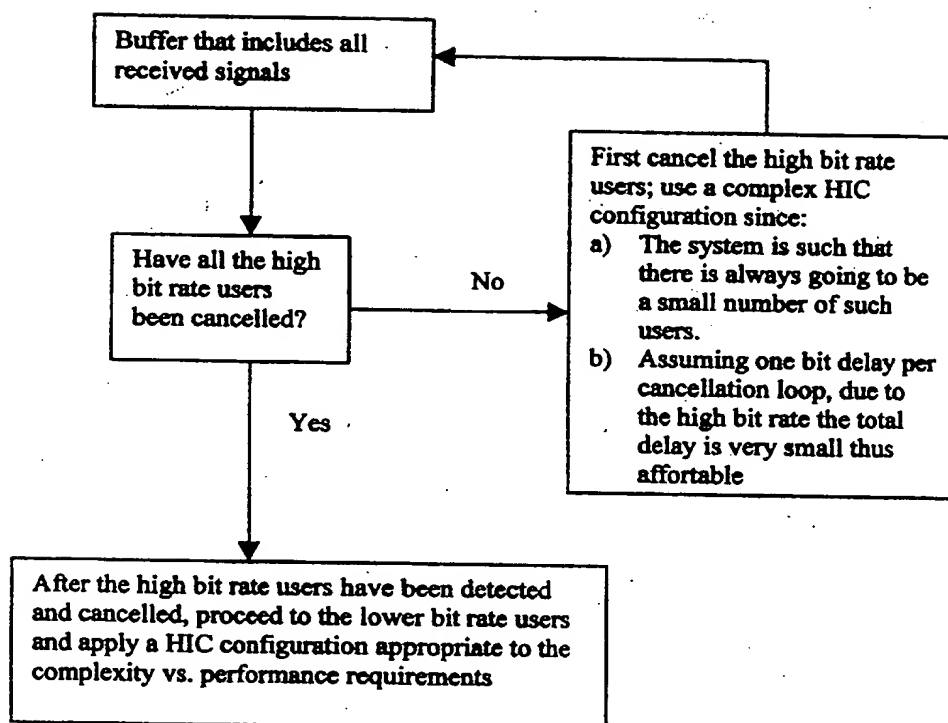 Buffer that includes all
received signals
Have all the high
bit rate users
been cancelled?
No
First cancel the high bit rate
users; use a complex HIC
configuration since:
a) The system is such that
there is always going to be
a small number of such
users.
b) Assuming one bit delay per
cancellation loop, due to
the high bit rate the total
delay is very small thus
affortable
Yes
After the high bit rate users have been detected
and cancelled, proceed to the lower bit rate users
and apply a HIC configuration appropriate to the
complexity vs. performance requirements